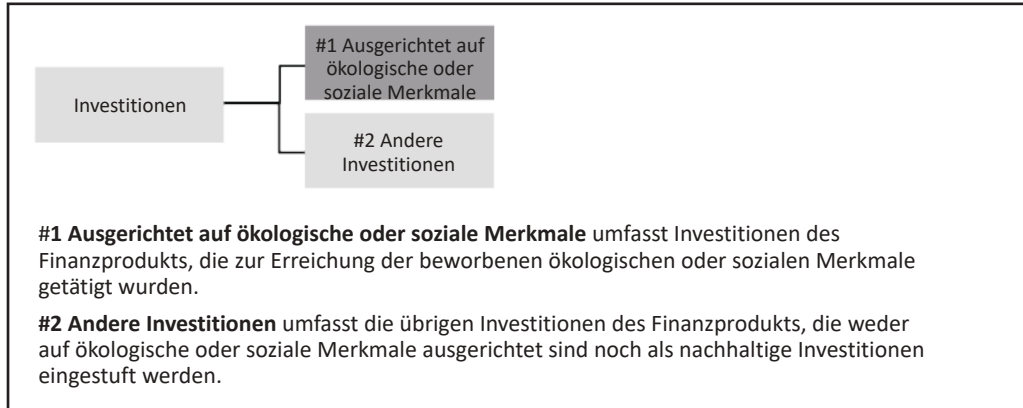 #1 Ausgerichtet auf
ökologische oder
soziale Merkmale
Investitionen
#2 Andere
Investitionen
#1 Ausgerichtet auf ökologische oder soziale Merkmale umfasst Investitionen des
Finanzprodukts, die zur Erreichung der beworbenen ökologischen oder sozialen Merkmale
getätigt wurden.
#2 Andere Investitionen umfasst die übrigen Investitionen des Finanzprodukts, die weder
auf ökologische oder soziale Merkmale ausgerichtet sind noch als nachhaltige Investitionen
eingestuft werden.